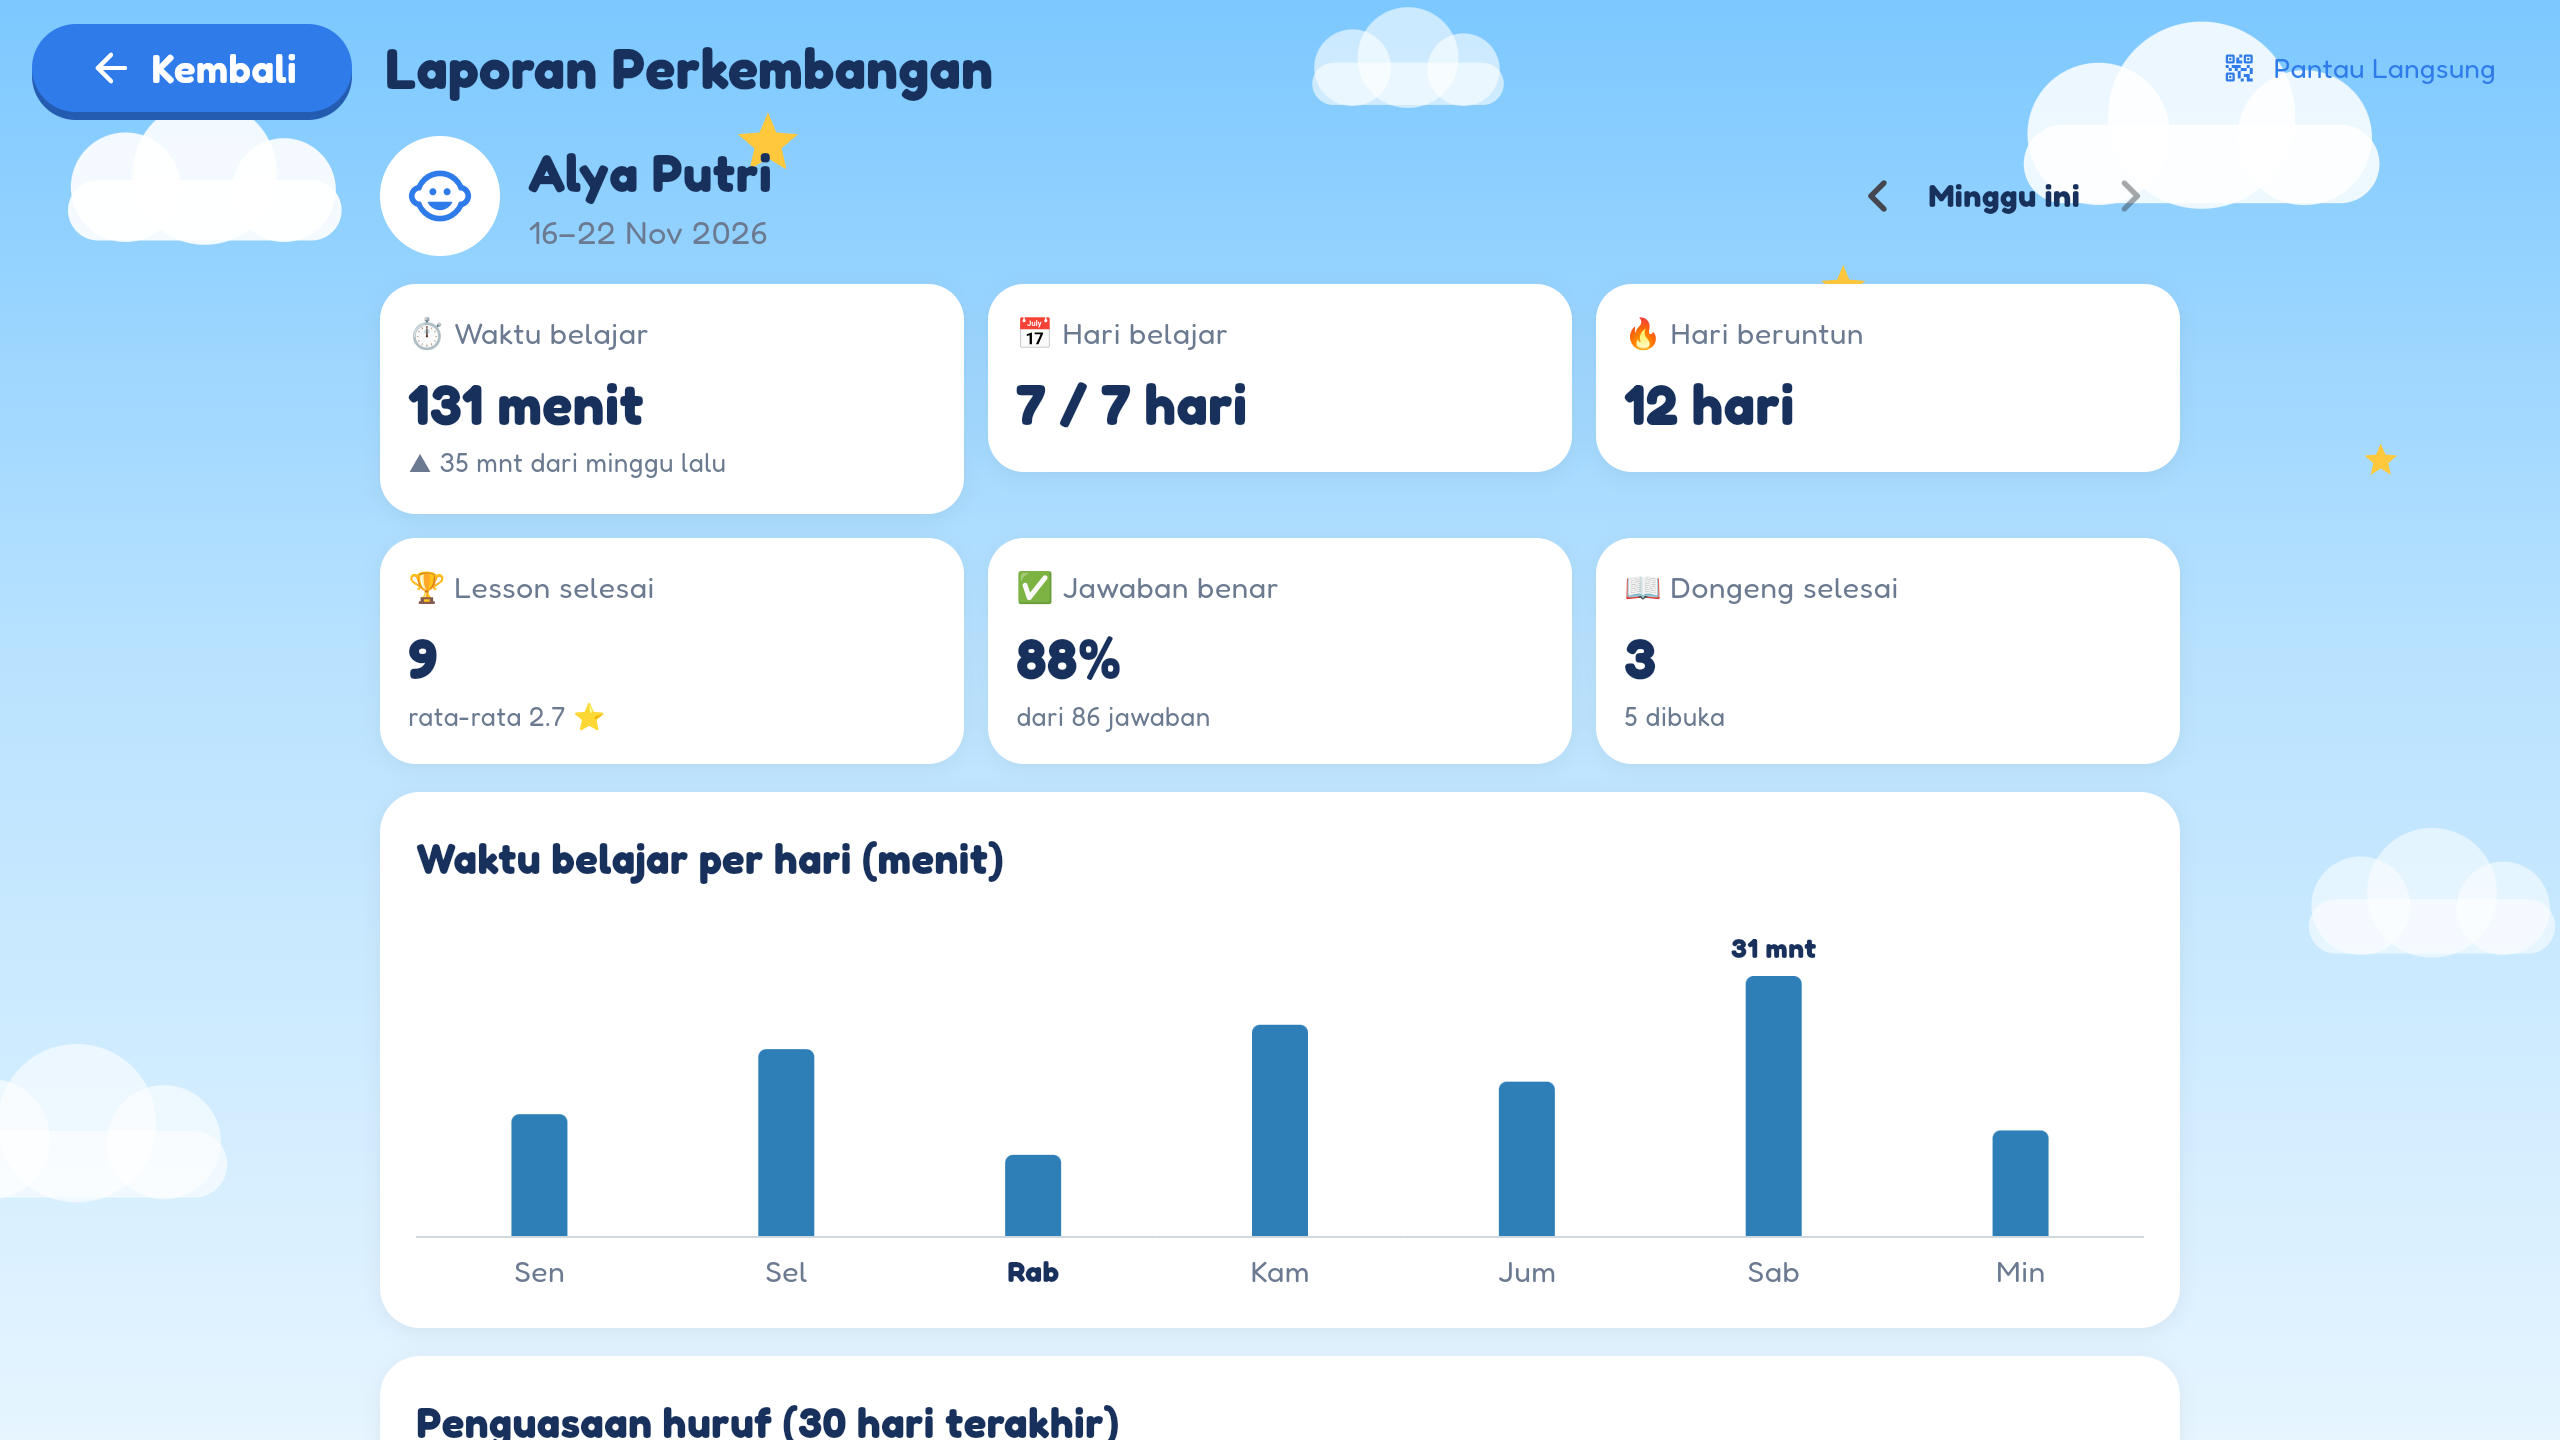 Kembali
Laporan Perkembangan
Pantau Langsung
Alya Putri
16–22 Nov 2026
Minggu ini
Waktu belajar
131 menit
▲ 35 mnt dari minggu lalu
July
17
Hari belajar
7 / 7 hari
Hari beruntun
12 hari
Lesson selesai
9
rata-rata 2.7 ⭐
Jawaban benar
88%
dari 86 jawaban
Dongeng selesai
3
5 dibuka
Waktu belajar per hari (menit)
31 mnt
Sen Sel Rab Kam Jum Sab Min
Penguasaan huruf (30 hari terakhir)